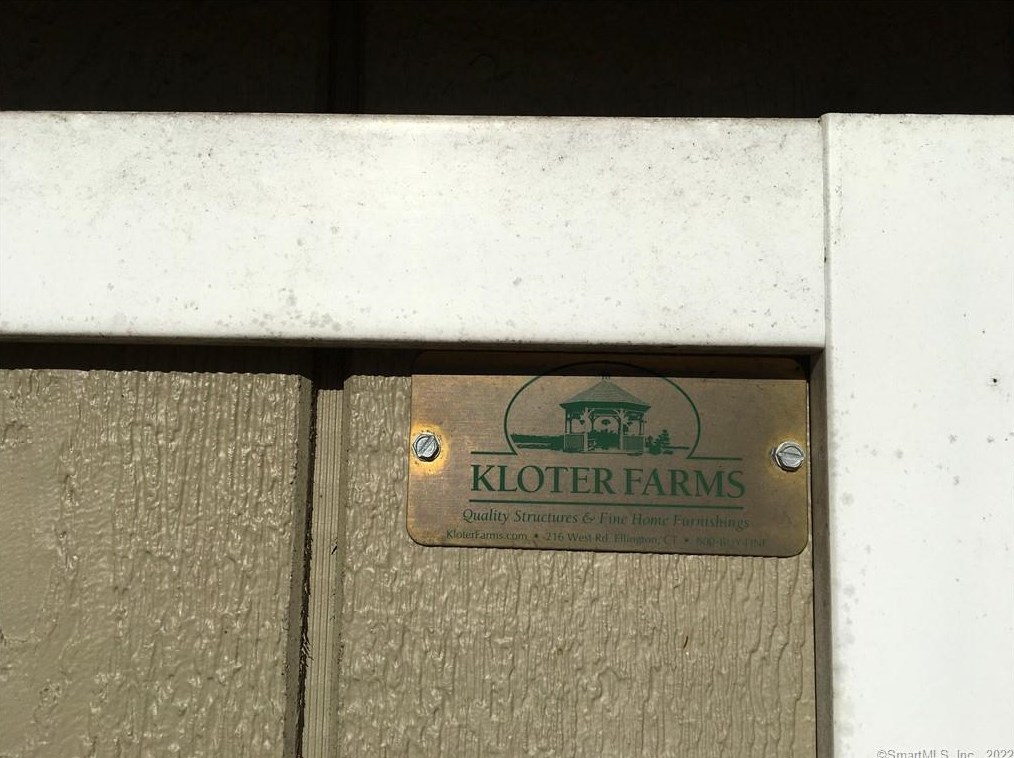 KLOTER FARMS
Quality Structures & Fine Home Furnishings
KloterFarms.com • 216 West Rd. Ellington, CT •
©SmartMLS, Inc. 2022